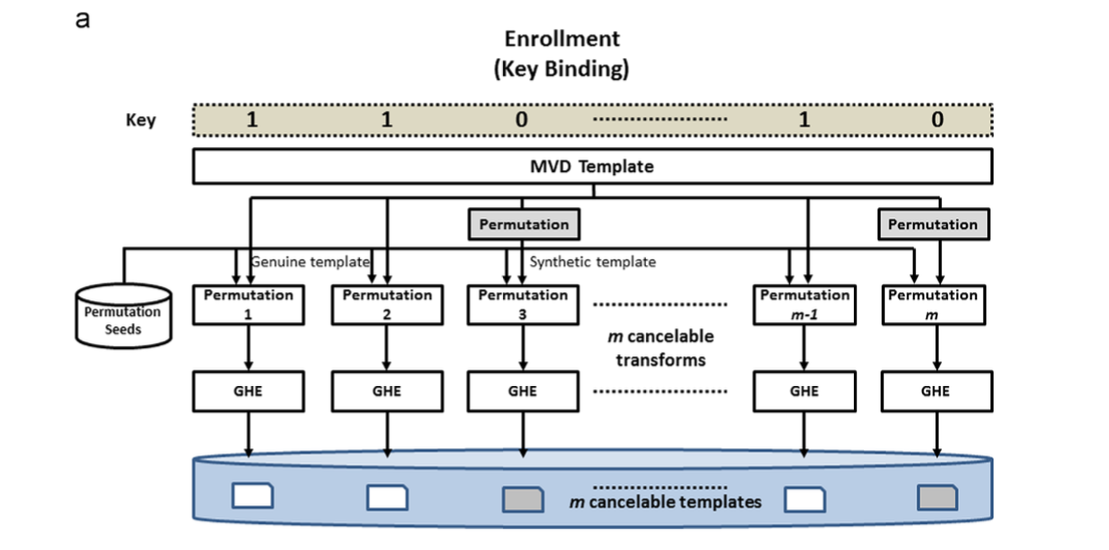 a
Enrollment
(Key Binding)
Key 1 1 0 1 0
MVD Template
Permutation Permutation
Genuine template Synthetic template
Permutation
Seeds
Permutation
1
Permutation
2
Permutation
3
Permutation
m-1
Permutation
m
m cancelable
transforms
GHE GHE GHE GHE GHE
m cancelable templates